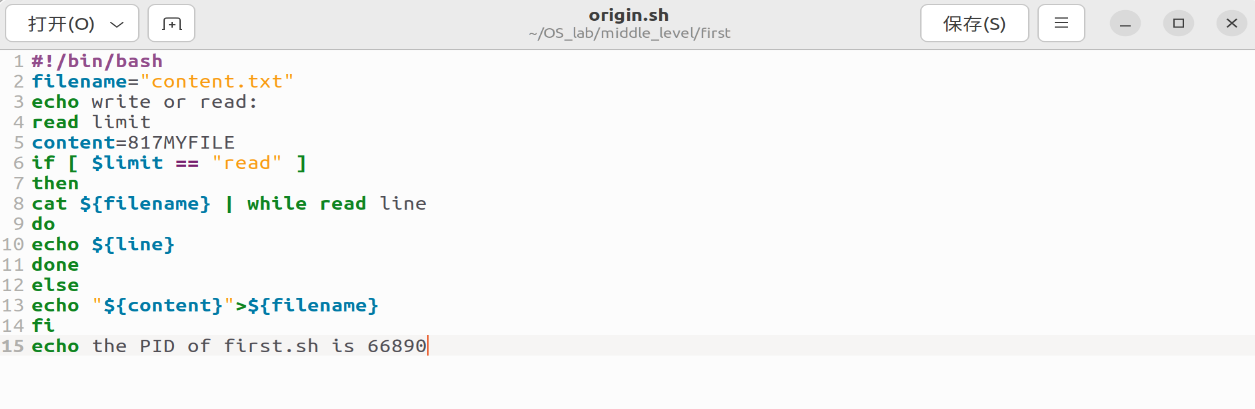 打开(O)
origin.sh
~/OS_lab/middle_level/first
保存(S)
1 #!/bin/bash
2 filename="content.txt"
3 echo write or read:
4 read limit
5 content=817MYFILE
6 if [ $limit == "read" ]
7 then
8 cat ${filename} | while read line
9 do
10 echo ${line}
11 done
12 else
13 echo "${content}">${filename}
14 fi
15 echo the PID of first.sh is 66890